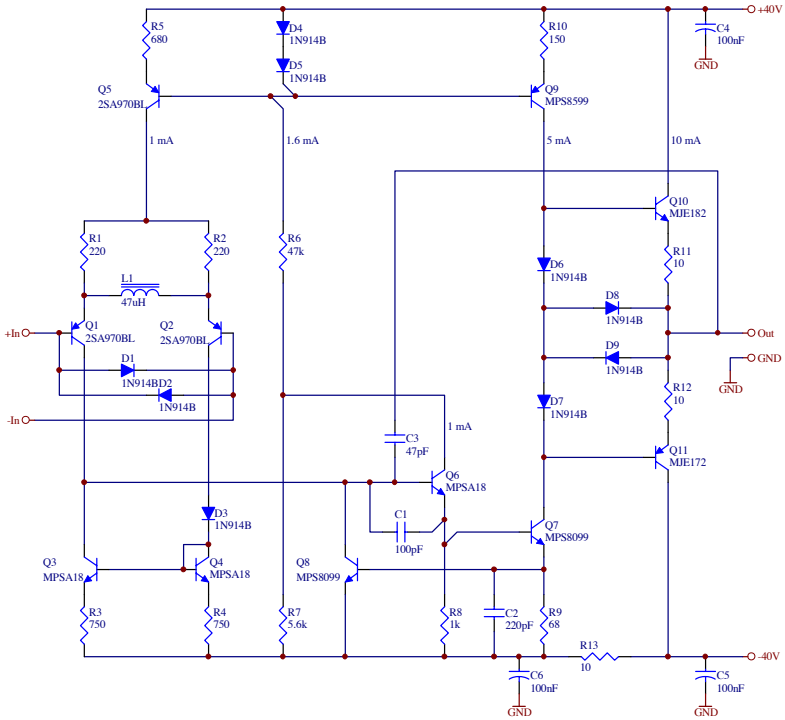 +40V
R5
680
D4
1N914B
D5
1N914B
R10
150
C4
100nF
GND
Q5
2SA970BL
Q9
MPS8599
1 mA
1.6 mA
5 mA
10 mA
Q10
MJE182
R1
220
R2
220
R6
47k
R11
10
L1
47uH
D6
1N914B
D8
1N914B
+In
Q1
2SA970BL
Q2
2SA970BL
Out
D1
1N914B
D2
1N914B
D9
1N914B
GND
GND
-In
D7
1N914B
R12
10
1 mA
C3
47pF
Q6
MPSA18
Q11
MJE172
D3
1N914B
C1
100pF
Q7
MPS8099
Q3
MPSA18
Q4
MPSA18
Q8
MPS8099
R3
750
R4
750
R7
5.6k
R8
1k
C2
220pF
R9
68
R13
10
-40V
C6
100nF
GND
C5
100nF
GND